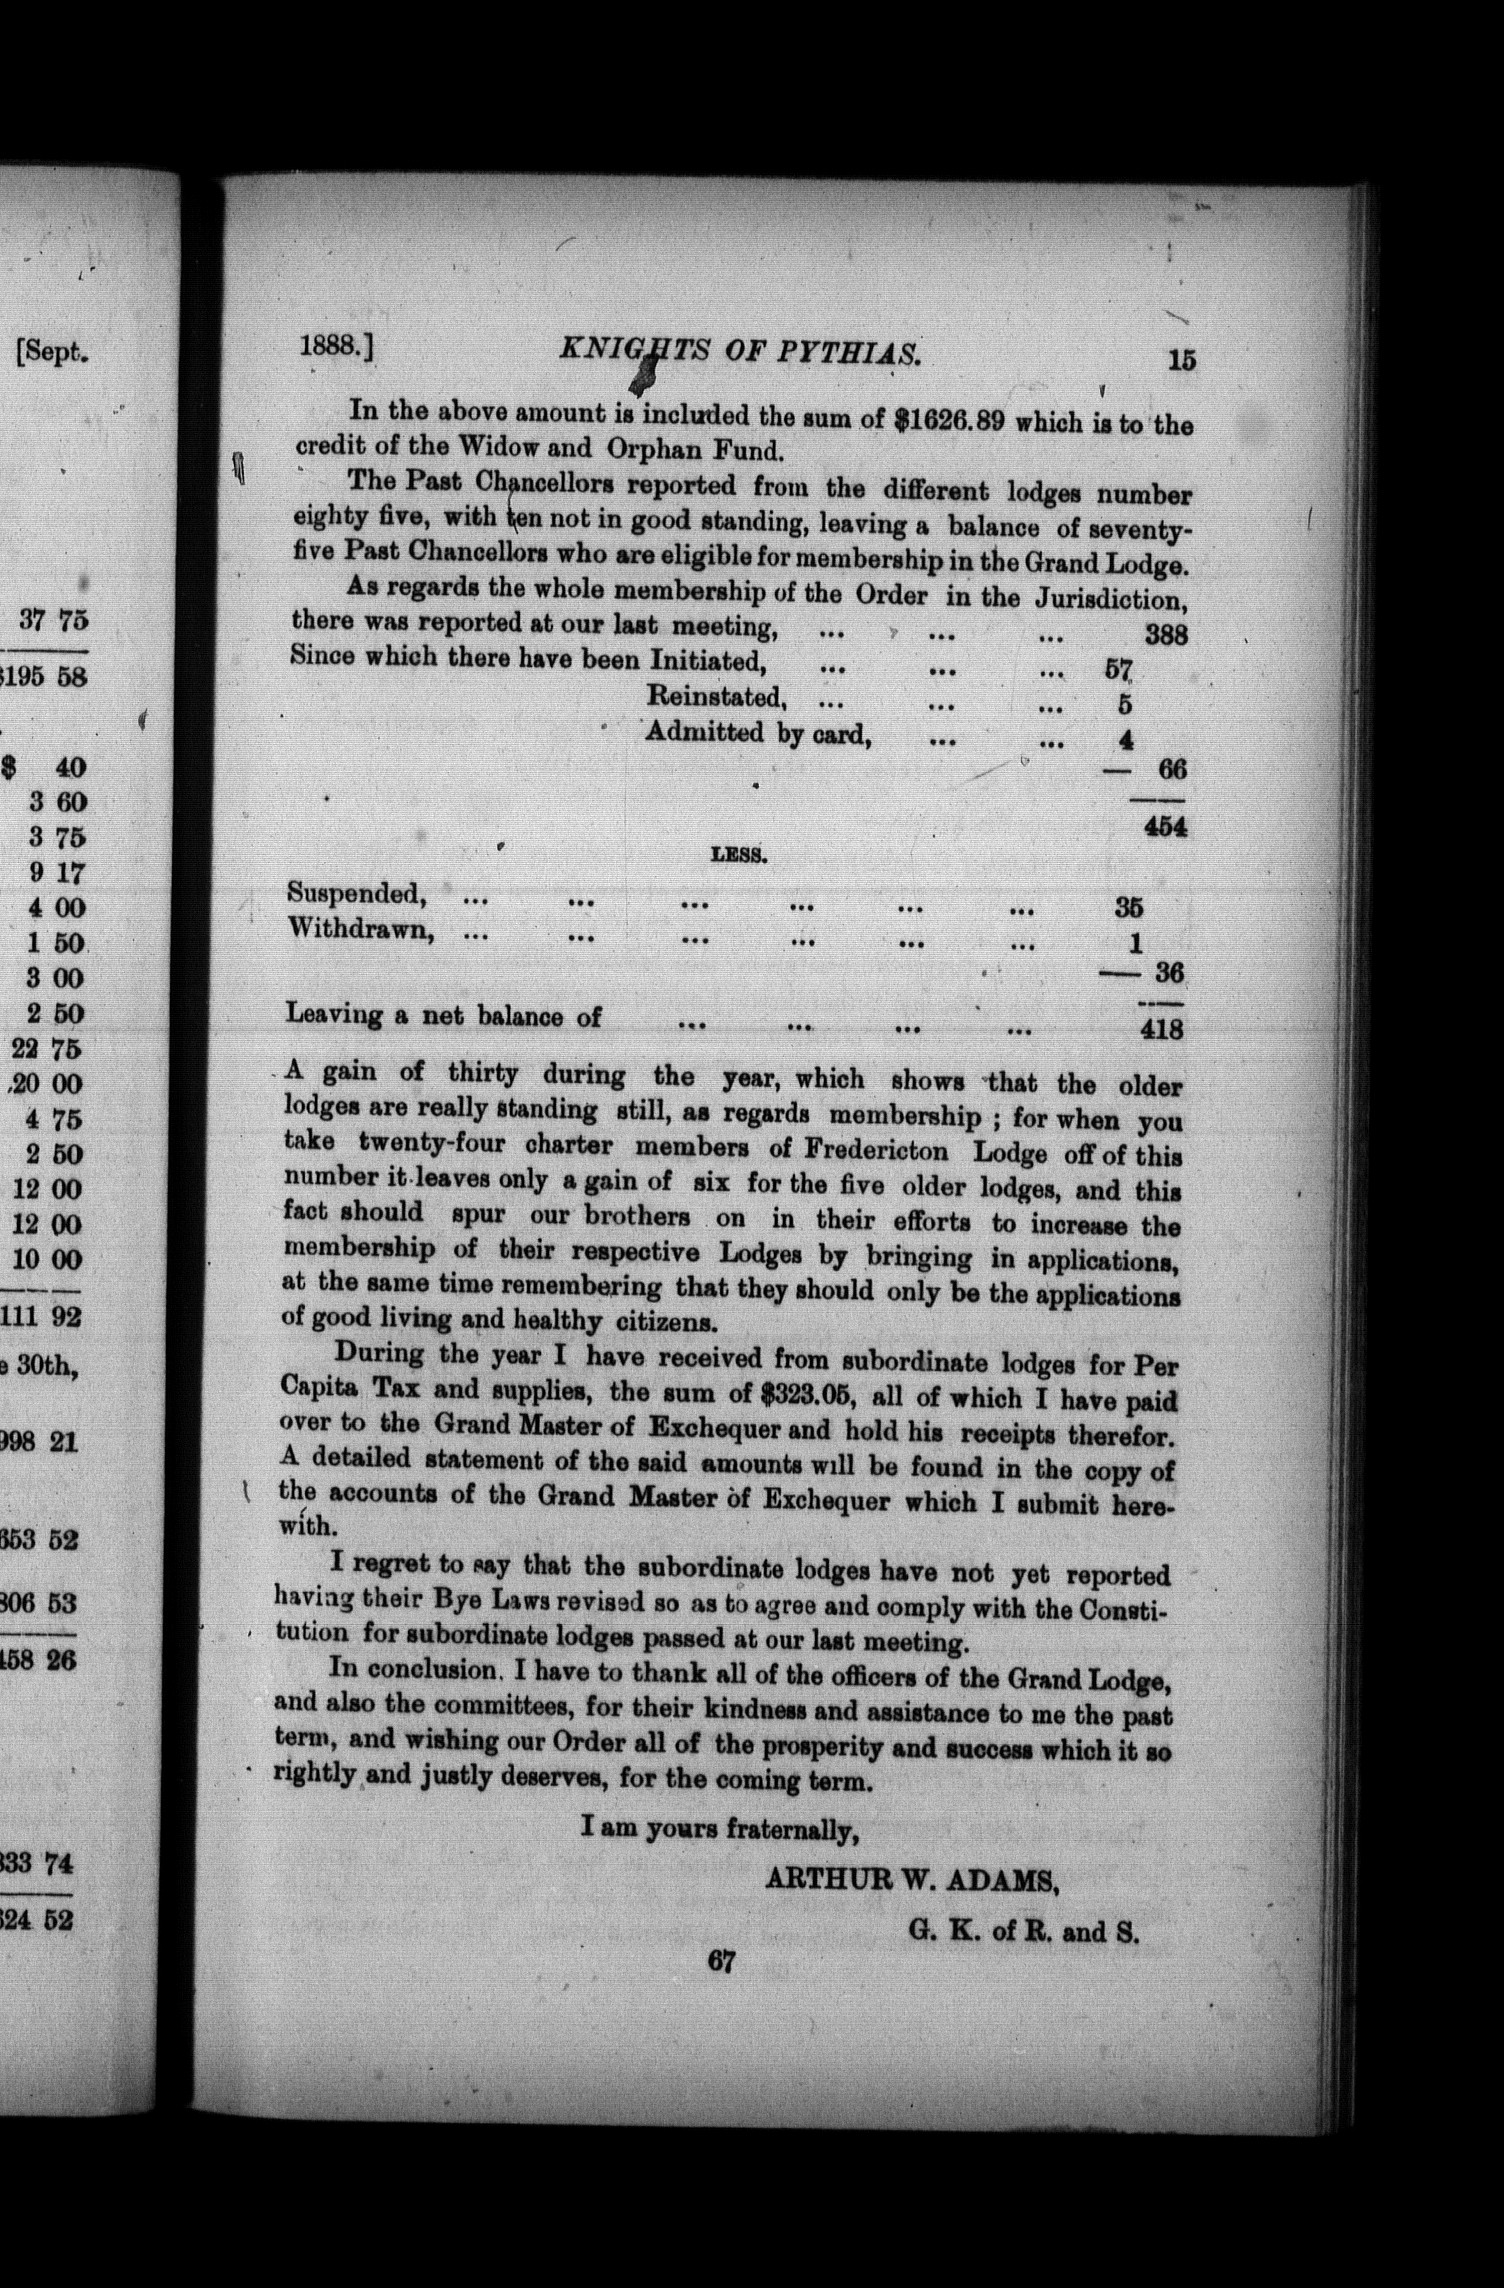 [Sept.
37 75
195 58
$ 40
3 60
3 75
9 17
4 00
1 50
3 00
2 50
22 75
20 00
4 75
2 50
12 00
12 00
10 00
111 92
30th,
998 21
653 52
306 53
158 26
333 74
624 52
1888.] KNIGHTS OF PYTHIAS. 15
In the above amount is included the sum of $1626.89 which is to the
credit of the Widow and Orphan Fund.
The Past Chancellors reported from the different lodges number
eighty five, with ten not in good standing, leaving a balance of seventy-
five Past Chancellors who are eligible for membership in the Grand Lodge.
As regards the whole membership of the Order in the Jurisdiction,
there was reported at our last meeting, ... ... ... 388
Since which there have been Initiated, ... ... ... 57
Reinstated, ... ... ... 5
Admitted by card, ... ... 4
— 66
454
LESS.
Suspended, ... ... ... ... ... ... 35
Withdrawn, ... ... ... ... ... ... 1
— 36
Leaving a net balance of ... ... ... ... 418
A gain of thirty during the year, which shows that the older
lodges are really standing still, as regards membership ; for when you
take twenty-four charter members of Fredericton Lodge off of this
number it leaves only a gain of six for the five older lodges, and this
fact should spur our brothers on in their efforts to increase the
membership of their respective Lodges by bringing in applications,
at the same time remembering that they should only be the applications
of good living and healthy citizens.
During the year I have received from subordinate lodges for Per
Capita Tax and supplies, the sum of $323.05, all of which I have paid
over to the Grand Master of Exchequer and hold his receipts therefor.
A detailed statement of the said amounts will be found in the copy of
the accounts of the Grand Master of Exchequer which I submit here-
with.
I regret to say that the subordinate lodges have not yet reported
having their Bye Laws revised so as to agree and comply with the Consti-
tution for subordinate lodges passed at our last meeting.
In conclusion. I have to thank all of the officers of the Grand Lodge,
and also the committees, for their kindness and assistance to me the past
term, and wishing our Order all of the prosperity and success which it so
rightly and justly deserves, for the coming term.
I am yours fraternally,
ARTHUR W. ADAMS,
G. K. of R. and S.
67